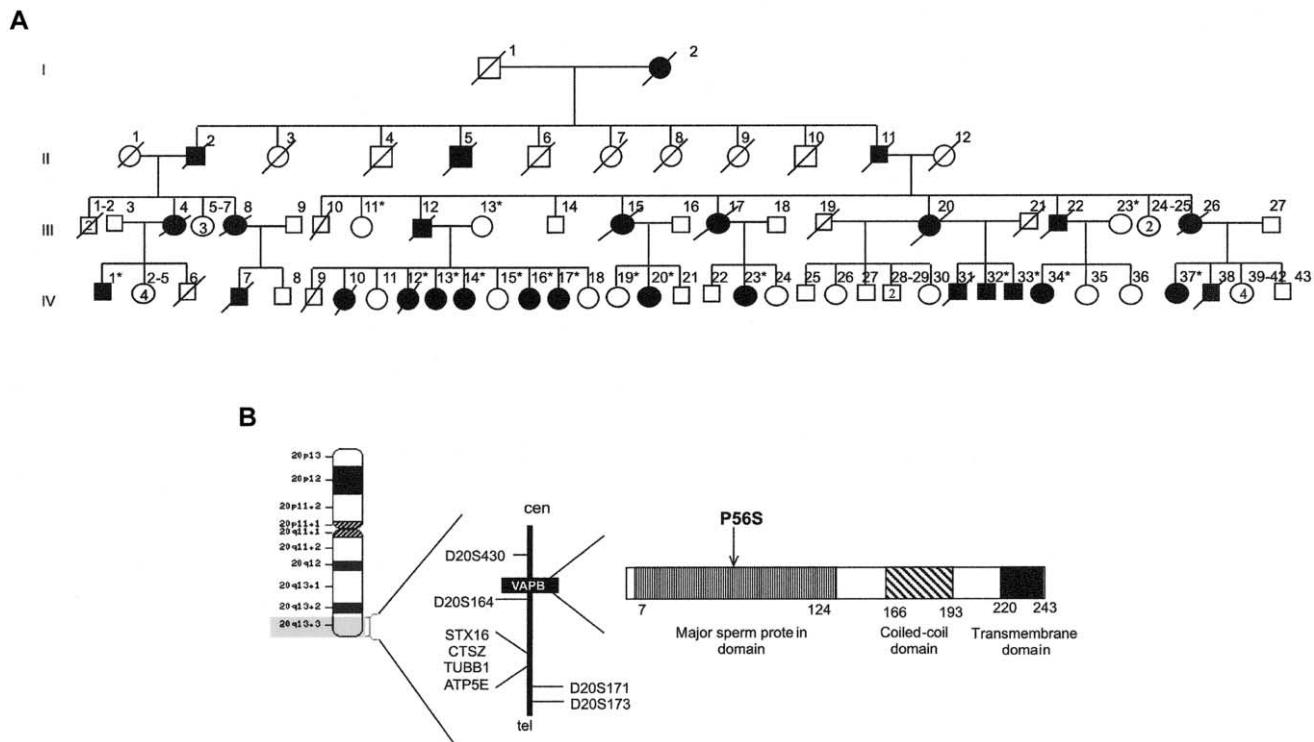 A
I
1 2
II
1 2 3 4 5 6 7 8 9 10 11 12
III
1-2 3 4 5-7 8 9 10 11* 12 13* 14 15 16 17 18 19 20 21 22 23* 24-25 26 27
2 3 2
IV
1* 2-5 6 7 8 9 10 11 12* 13* 14* 15* 16* 17* 18 19* 20* 21 22 23* 24 25 26 27 28-29 30 31 32* 33* 34* 35 36 37* 38 39-42 43
4 2 4
B
20p13
20p12
20p11.2
20p11.1
20q11.1
20q11.2
20q12
20q13.1
20q13.2
20q13.3
cen
D20S430
VAPB
D20S164
STX16
CTSZ
TUBB1
ATP5E
D20S171
D20S173
tel
P56S
7 124 166 193 220 243
Major sperm protein domain
Coiled-coil domain
Transmembrane domain